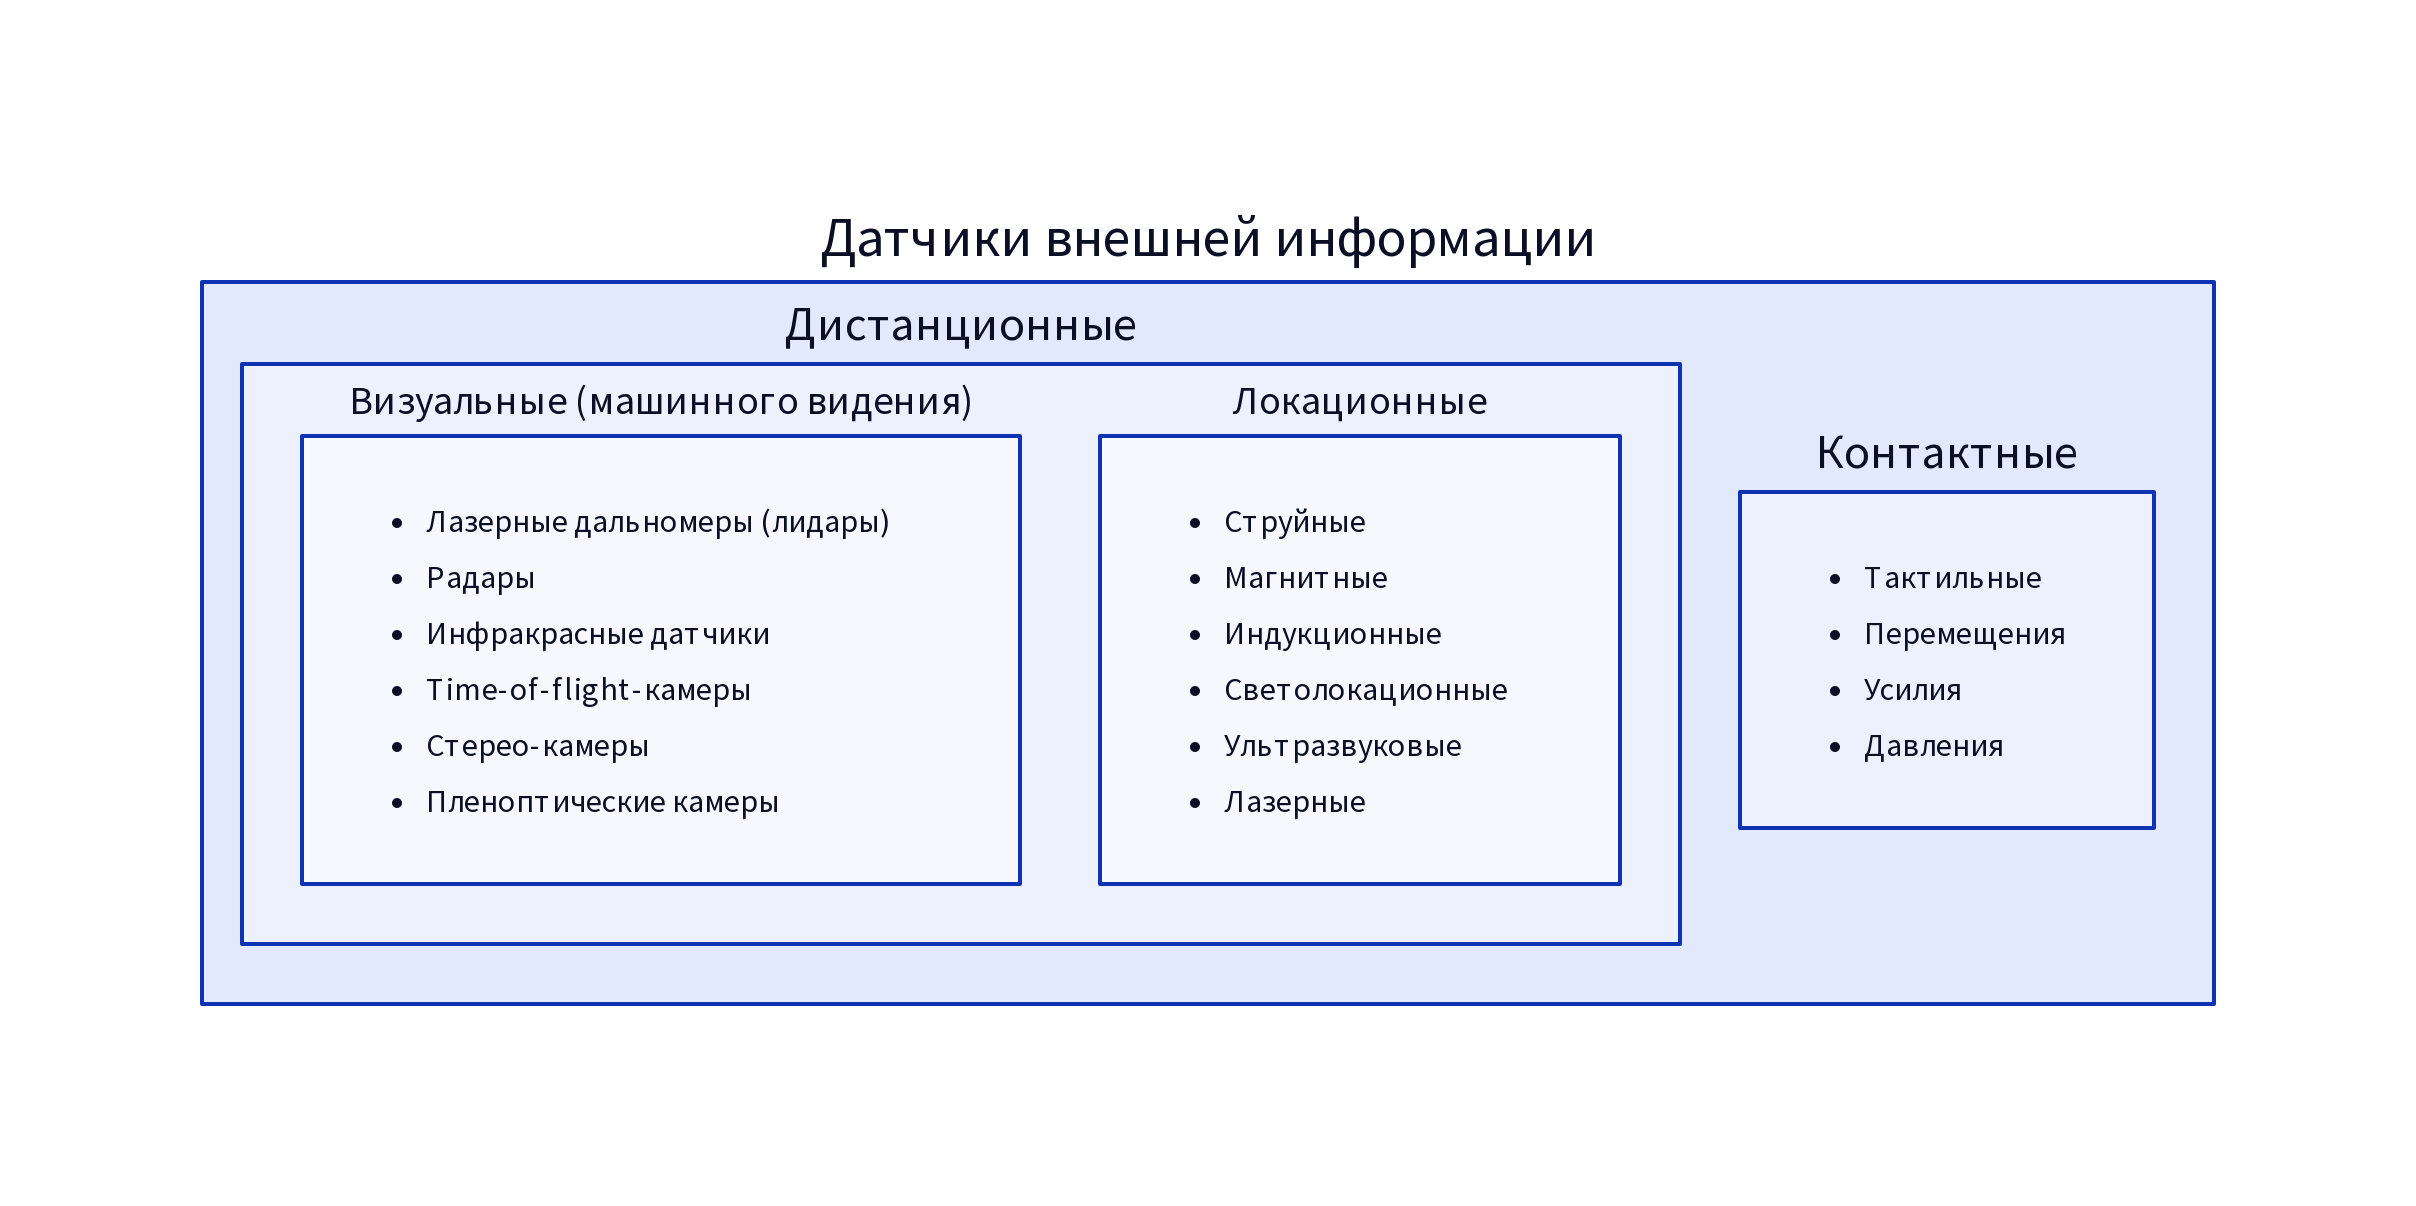 Датчики внешней информации
Дистанционные
Визуальные (машинного видения)
• Лазерные дальномеры (лидары)
• Радары
• Инфракрасные датчики
• Time-of-flight-камеры
• Стерео-камеры
• Пленоптические камеры
Локационные
• Струйные
• Магнитные
• Индукционные
• Светолокационные
• Ультразвуковые
• Лазерные
Контактные
• Тактильные
• Перемещения
• Усилия
• Давления